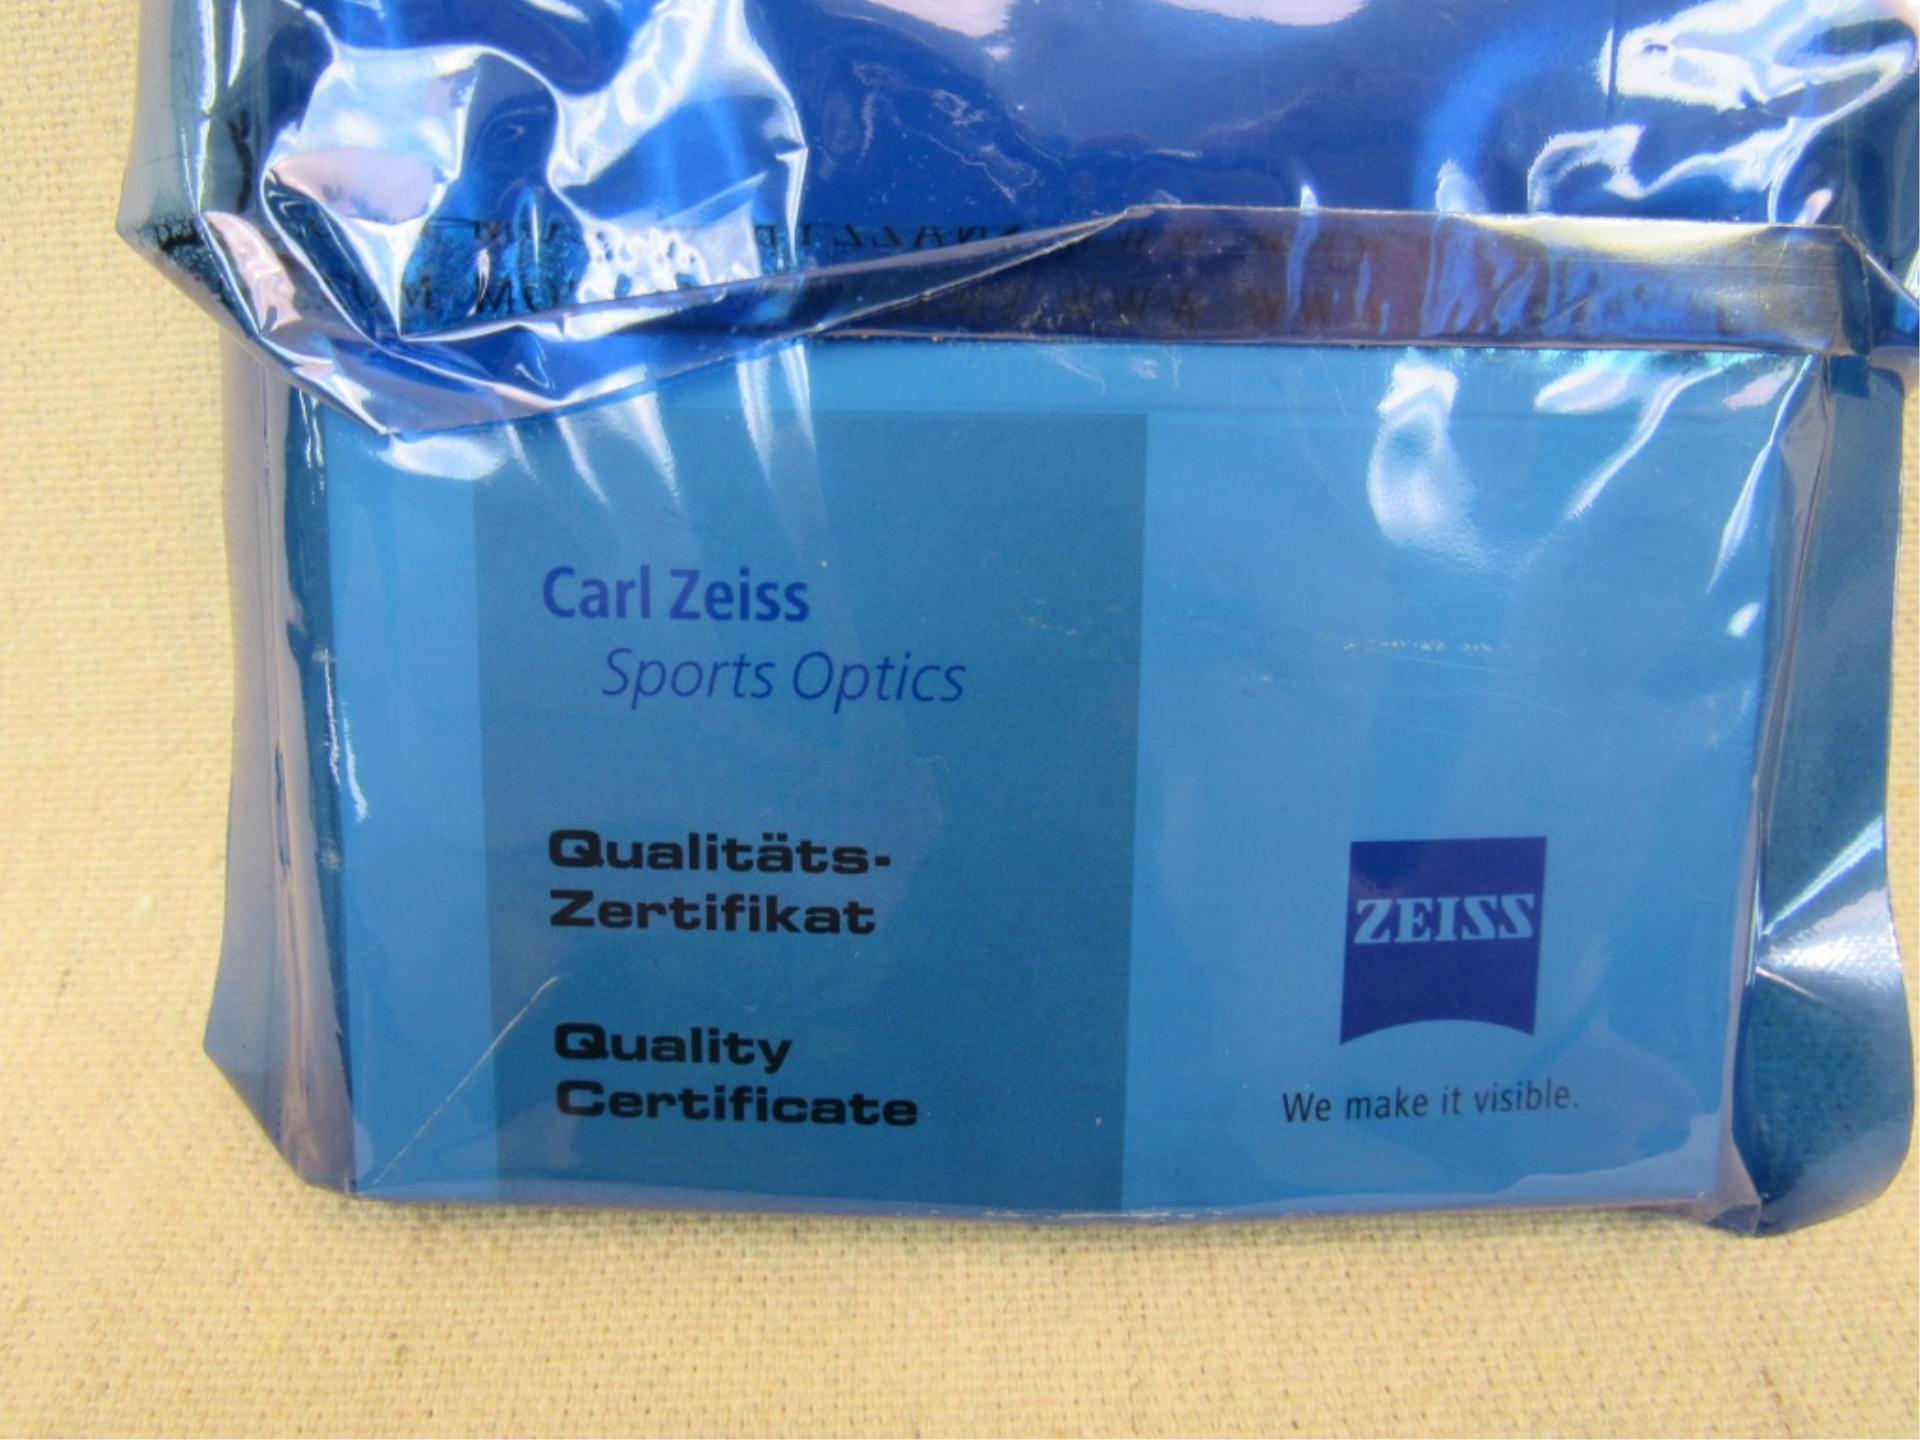 Carl Zeiss
Sports Optics
Qualitäts-
Zertifikat
Quality
Certificate
ZEISS
We make it visible.